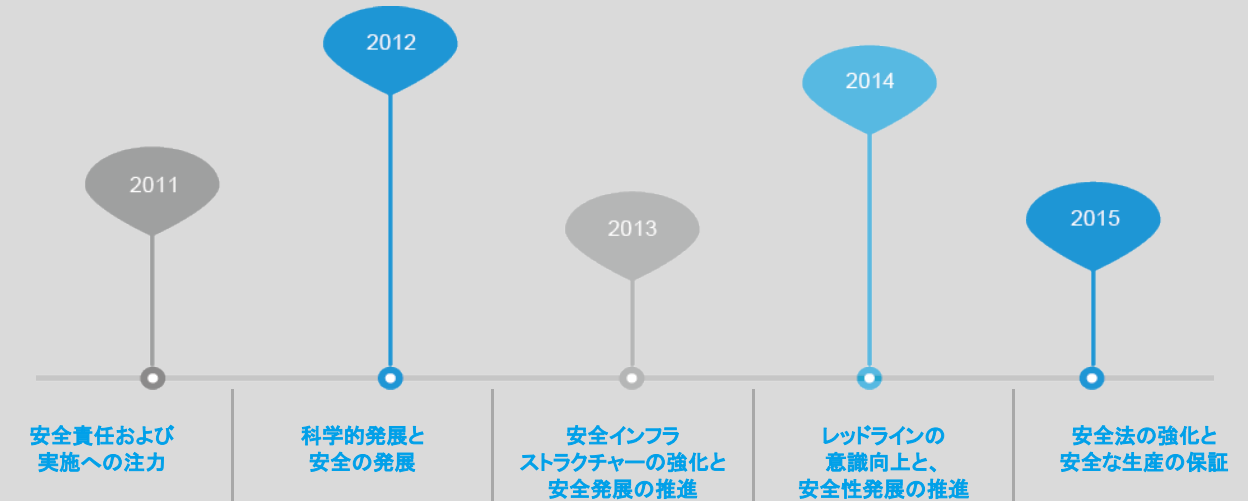 2011
2012
2013
2014
2015
安全責任および
実施への注力
科学的発展と
安全の発展
安全インフラ
ストラクチャーの強化と
安全発展の推進
レッドラインの
意識向上と、
安全性発展の推進
安全法の強化と
安全な生産の保証